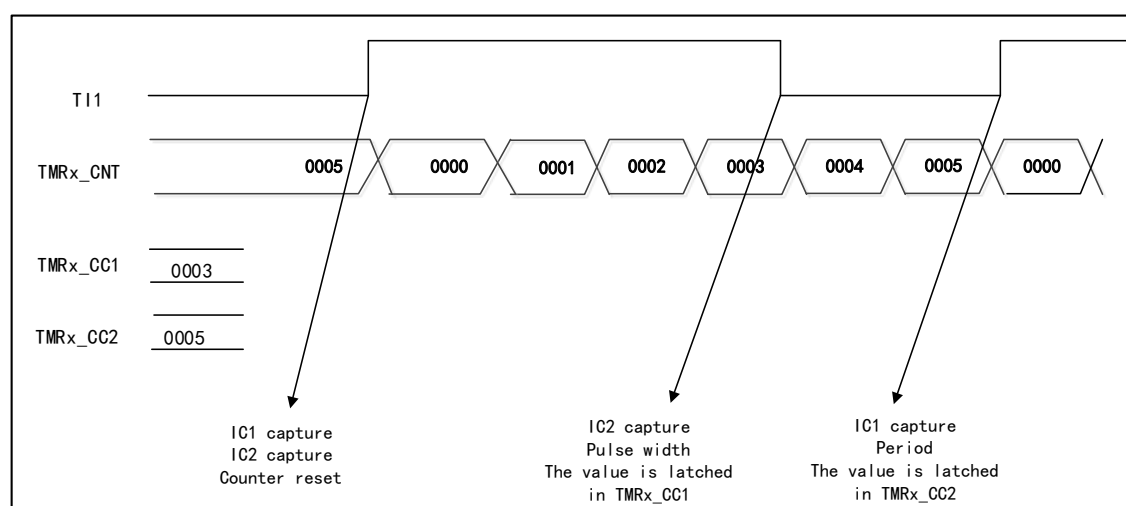 TI1
TMRx_CNT
0005 0000 0001 0002 0003 0004 0005 0000
TMRx_CC1
0003
TMRx_CC2
0005
IC1 capture
IC2 capture
Counter reset
IC2 capture
Pulse width
The value is latched
in TMRx_CC1
IC1 capture
Period
The value is latched
in TMRx_CC2